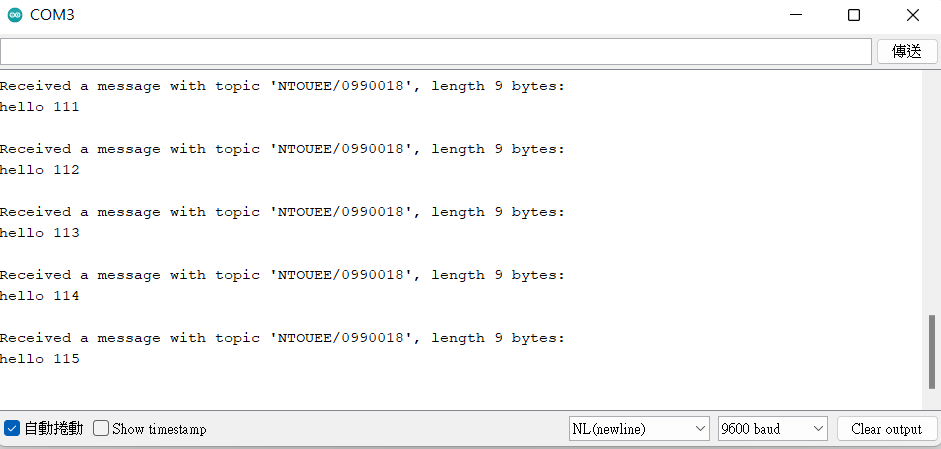 COM3
傳送
Received a message with topic 'NTOUEE/0990018', length 9 bytes:
hello 111
Received a message with topic 'NTOUEE/0990018', length 9 bytes:
hello 112
Received a message with topic 'NTOUEE/0990018', length 9 bytes:
hello 113
Received a message with topic 'NTOUEE/0990018', length 9 bytes:
hello 114
Received a message with topic 'NTOUEE/0990018', length 9 bytes:
hello 115
自動捲動 Show timestamp NL(newline) 9600 baud Clear output